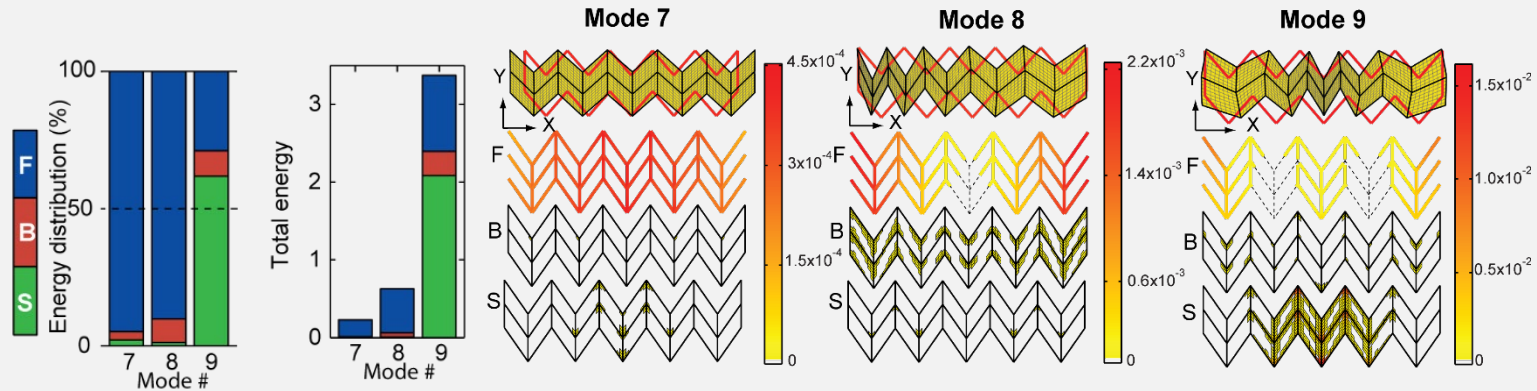 Mode 7
Mode 8
Mode 9
F
B
S
Energy distribution (%)
100
50
0
7
8
9
Mode #
Total energy
3
2
1
0
7
8
9
Mode #
Y
X
F
B
S
4.5x10⁻⁴
3x10⁻⁴
1.5x10⁻⁴
0
Y
X
F
B
S
2.2x10⁻³
1.4x10⁻³
0.6x10⁻³
0
Y
X
F
B
S
1.5x10⁻²
1.0x10⁻²
0.5x10⁻²
0